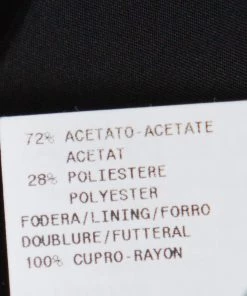 72% ACETATO-ACETATE
ACETAT
28% POLIESTERE
POLYESTER
FODERA/LINING/FORRO
DOUBLURE/FUTTERAL
100% CUPRO-RAYON